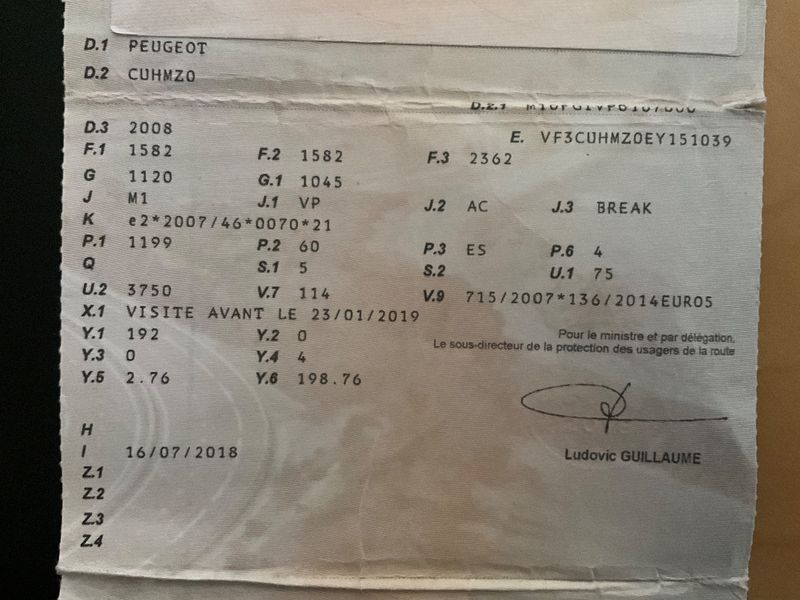 D.1 PEUGEOT
D.2 CUHMZ0
D.2.1
D.3 2008 E. VF3CUHMZ0EY151039
F.1 1582 F.2 1582 F.3 2362
G 1120 G.1 1045
J M1 J.1 VP J.2 AC J.3 BREAK
K e2*2007/46*0070*21
P.1 1199 P.2 60 P.3 ES P.6 4
Q S.1 5 S.2 U.1 75
U.2 3750 V.7 114 V.9 715/2007*136/2014EURO5
X.1 VISITE AVANT LE 23/01/2019
Y.1 192 Y.2 0 Pour le ministre et par délégation,
Y.3 0 Y.4 4 Le sous-directeur de la protection des usagers de la route
Y.5 2.76 Y.6 198.76
H
I 16/07/2018 Ludovic GUILLAUME
Z.1
Z.2
Z.3
Z.4